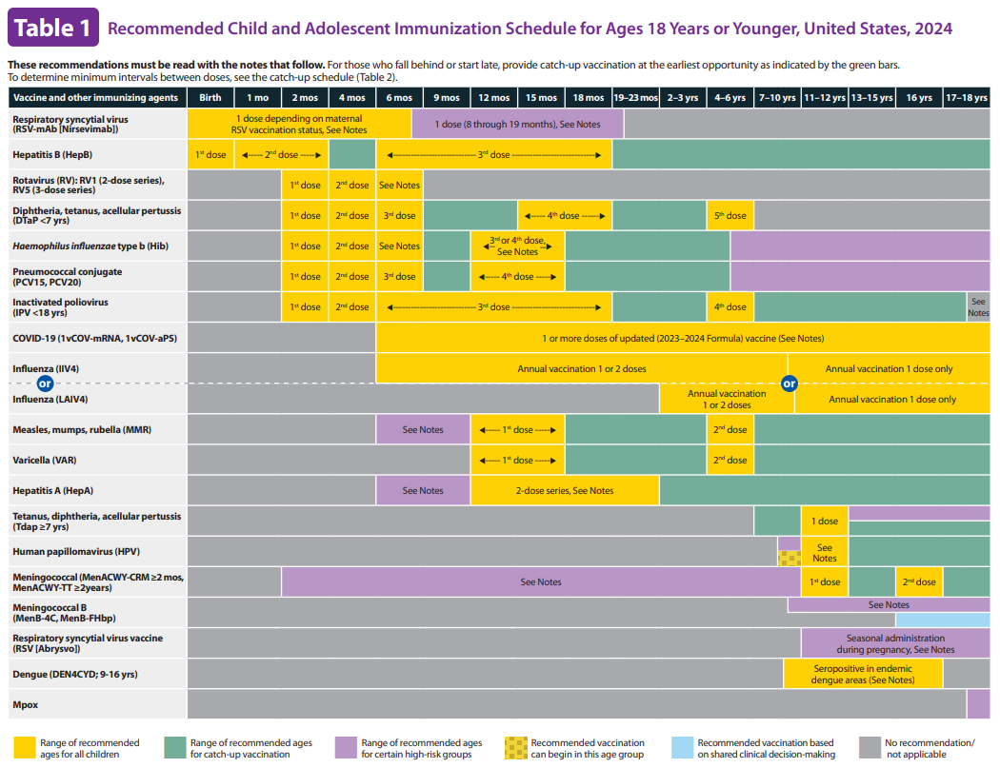 Table 1
Recommended Child and Adolescent Immunization Schedule for Ages 18 Years or Younger, United States, 2024
These recommendations must be read with the notes that follow. For those who fall behind or start late, provide catch-up vaccination at the earliest opportunity as indicated by the green bars.
To determine minimum intervals between doses, see the catch-up schedule (Table 2).
Vaccine and other immunizing agents Birth 1 mo 2 mos 4 mos 6 mos 9 mos 12 mos 15 mos 18 mos 19–23 mos 2–3 yrs 4–6 yrs 7–10 yrs 11–12 yrs 13–15 yrs 16 yrs 17–18 yrs
Respiratory syncytial virus
(RSV-mAb [Nirsevimab])
1 dose depending on maternal
RSV vaccination status, See Notes
1 dose (8 through 19 months), See Notes
Hepatitis B (HepB) 1st dose 2nd dose 3rd dose
Rotavirus (RV): RV1 (2-dose series),
RV5 (3-dose series)
1st dose 2nd dose See Notes
Diphtheria, tetanus, acellular pertussis
(DTaP <7 yrs)
1st dose 2nd dose 3rd dose 4th dose 5th dose
Haemophilus influenzae type b (Hib)
1st dose 2nd dose See Notes
3rd or 4th dose,
See Notes
Pneumococcal conjugate
(PCV15, PCV20)
1st dose 2nd dose 3rd dose 4th dose
Inactivated poliovirus
(IPV <18 yrs)
1st dose 2nd dose 3rd dose 4th dose
See
Notes
COVID-19 (1vCOV-mRNA, 1vCOV-aPS) 1 or more doses of updated (2023–2024 Formula) vaccine (See Notes)
Influenza (IIV4) Annual vaccination 1 or 2 doses Annual vaccination 1 dose only
or or
Influenza (LAIV4)
Annual vaccination
1 or 2 doses
Annual vaccination 1 dose only
Measles, mumps, rubella (MMR) See Notes 1st dose 2nd dose
Varicella (VAR) 1st dose 2nd dose
Hepatitis A (HepA) See Notes 2-dose series, See Notes
Tetanus, diphtheria, acellular pertussis
(Tdap ≥7 yrs)
1 dose
Human papillomavirus (HPV)
See
Notes
Meningococcal (MenACWY-CRM ≥2 mos,
MenACWY-TT ≥2years)
See Notes 1st dose 2nd dose
Meningococcal B
(MenB-4C, MenB-FHbp)
See Notes
Respiratory syncytial virus vaccine
(RSV [Abrysvo])
Seasonal administration
during pregnancy, See Notes
Dengue (DEN4CYD; 9-16 yrs)
Seropositive in endemic
dengue areas (See Notes)
Mpox
Range of recommended
ages for all children
Range of recommended ages
for catch-up vaccination
Range of recommended ages
for certain high-risk groups
Recommended vaccination
can begin in this age group
Recommended vaccination based
on shared clinical decision-making
No recommendation/
not applicable